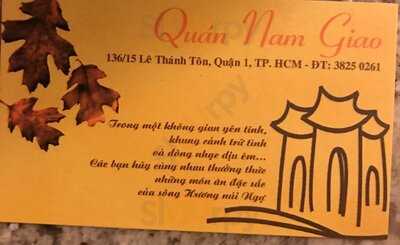 Quán Nam Giao
136/15 Lê Thánh Tôn, Quận 1, TP. HCM - ĐT: 3825 0261
Trong một không gian yên tĩnh,
khung cảnh trữ tình
và dòng nhạc dịu êm...
Các bạn hãy cùng nhau thưởng thức
những món ăn đặc sắc
của sông Hương núi Ngự